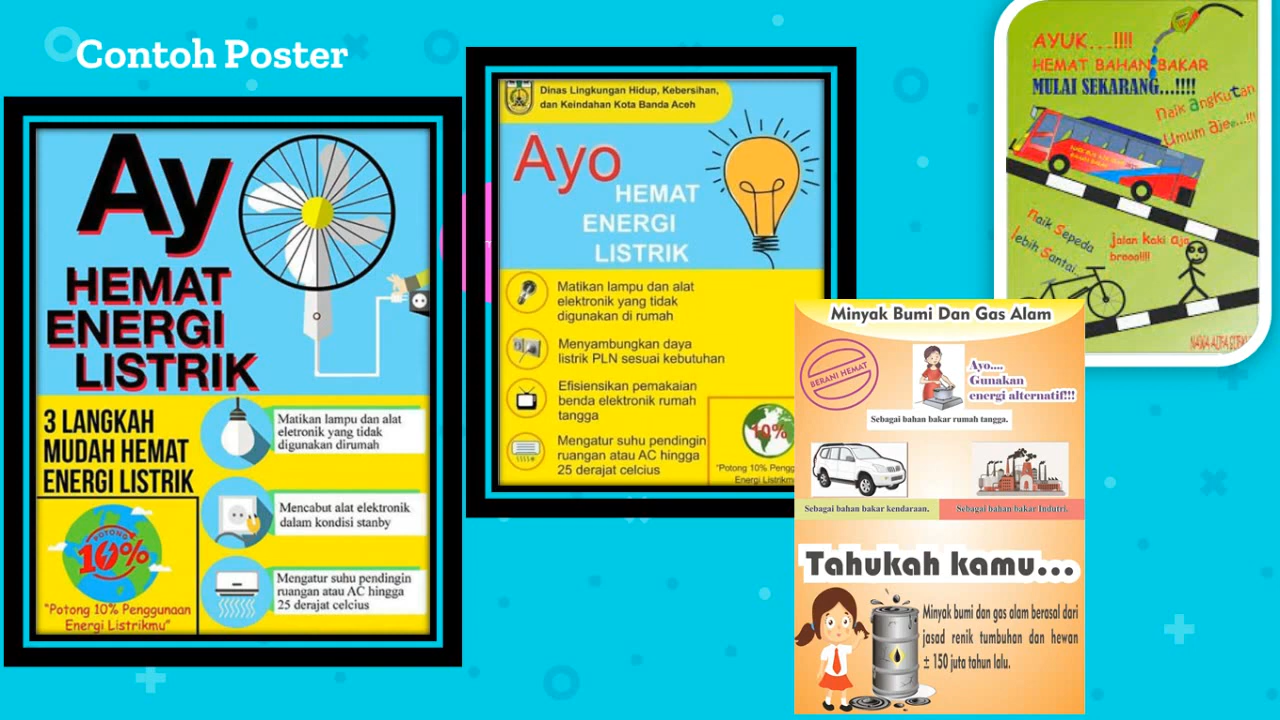 Contoh Poster
Ay
HEMAT
ENERGI
LISTRIK
3 LANGKAH
MUDAH HEMAT
ENERGI LISTRIK
POTONG
10%
"Potong 10% Penggunaan
Energi Listrikmu"
Matikan lampu dan alat
eletronik yang tidak
digunakan dirumah
Mencabut alat elektronik
dalam kondisi stanby
Mengatur suhu pendingin
ruangan atau AC hingga
25 derajat celcius
Dinas Lingkungan Hidup, Kebersihan,
dan Keindahan Kota Banda Aceh
Ayo
HEMAT
ENERGI
LISTRIK
Matikan lampu dan alat
elektronik yang tidak
digunakan di rumah
Menyambungkan daya
listrik PLN sesuai kebutuhan
Efisiensikan pemakaian
benda elektronik rumah
tangga
Mengatur suhu pendingin
ruangan atau AC hingga
25 derajat celcius
10%
"Potong 10%
Energi
Minyak Bumi Dan Gas Alam
BERANI HEMAT
Ayo....
Gunakan
energi alternatif!!!
Sebagai bahan bakar rumah tangga.
Sebagai bahan bakar kendaraan.
Sebagai bahan bakar Indutri.
Tahukah kamu...
Minyak bumi dan gas alam berasal dari
jasad renik tumbuhan dan hewan
± 150 juta tahun lalu.
AYUK...!!!!
HEMAT BAHAN BAKAR
MULAI SEKARANG...!!!!
Naik angkutan
Umum aje...!!!
Naik Sepeda
lebih Santai..
jalan kaki aja
brooo!!!!